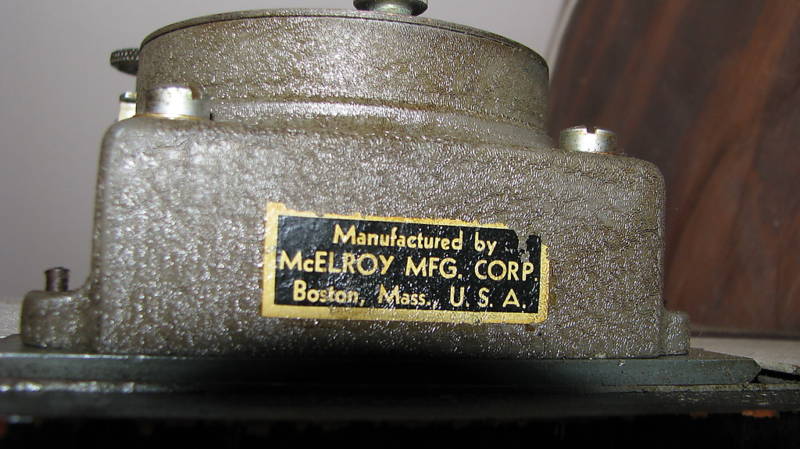 Manufactured by
McELROY MFG. CORP
Boston, Mass., U. S. A.